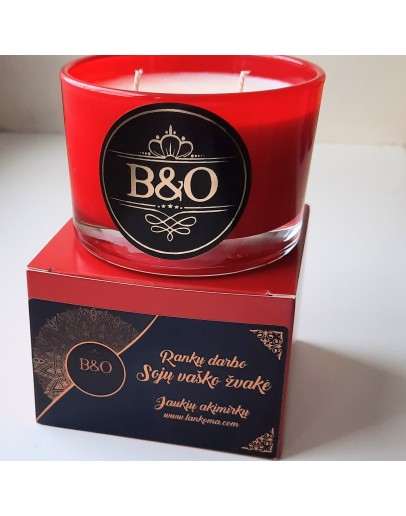 B&O
B&O
Rankų darbo
Sojų vaško žvakė
Jaukių akimirkų
www.lankoma.com